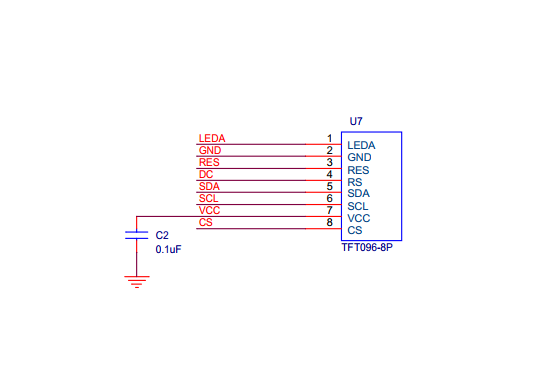 U7
LEDA 1 LEDA
GND 2 GND
RES 3 RES
DC 4 RS
SDA 5 SDA
SCL 6 SCL
VCC 7 VCC
CS 8 CS
C2
0.1uF
TFT096-8P